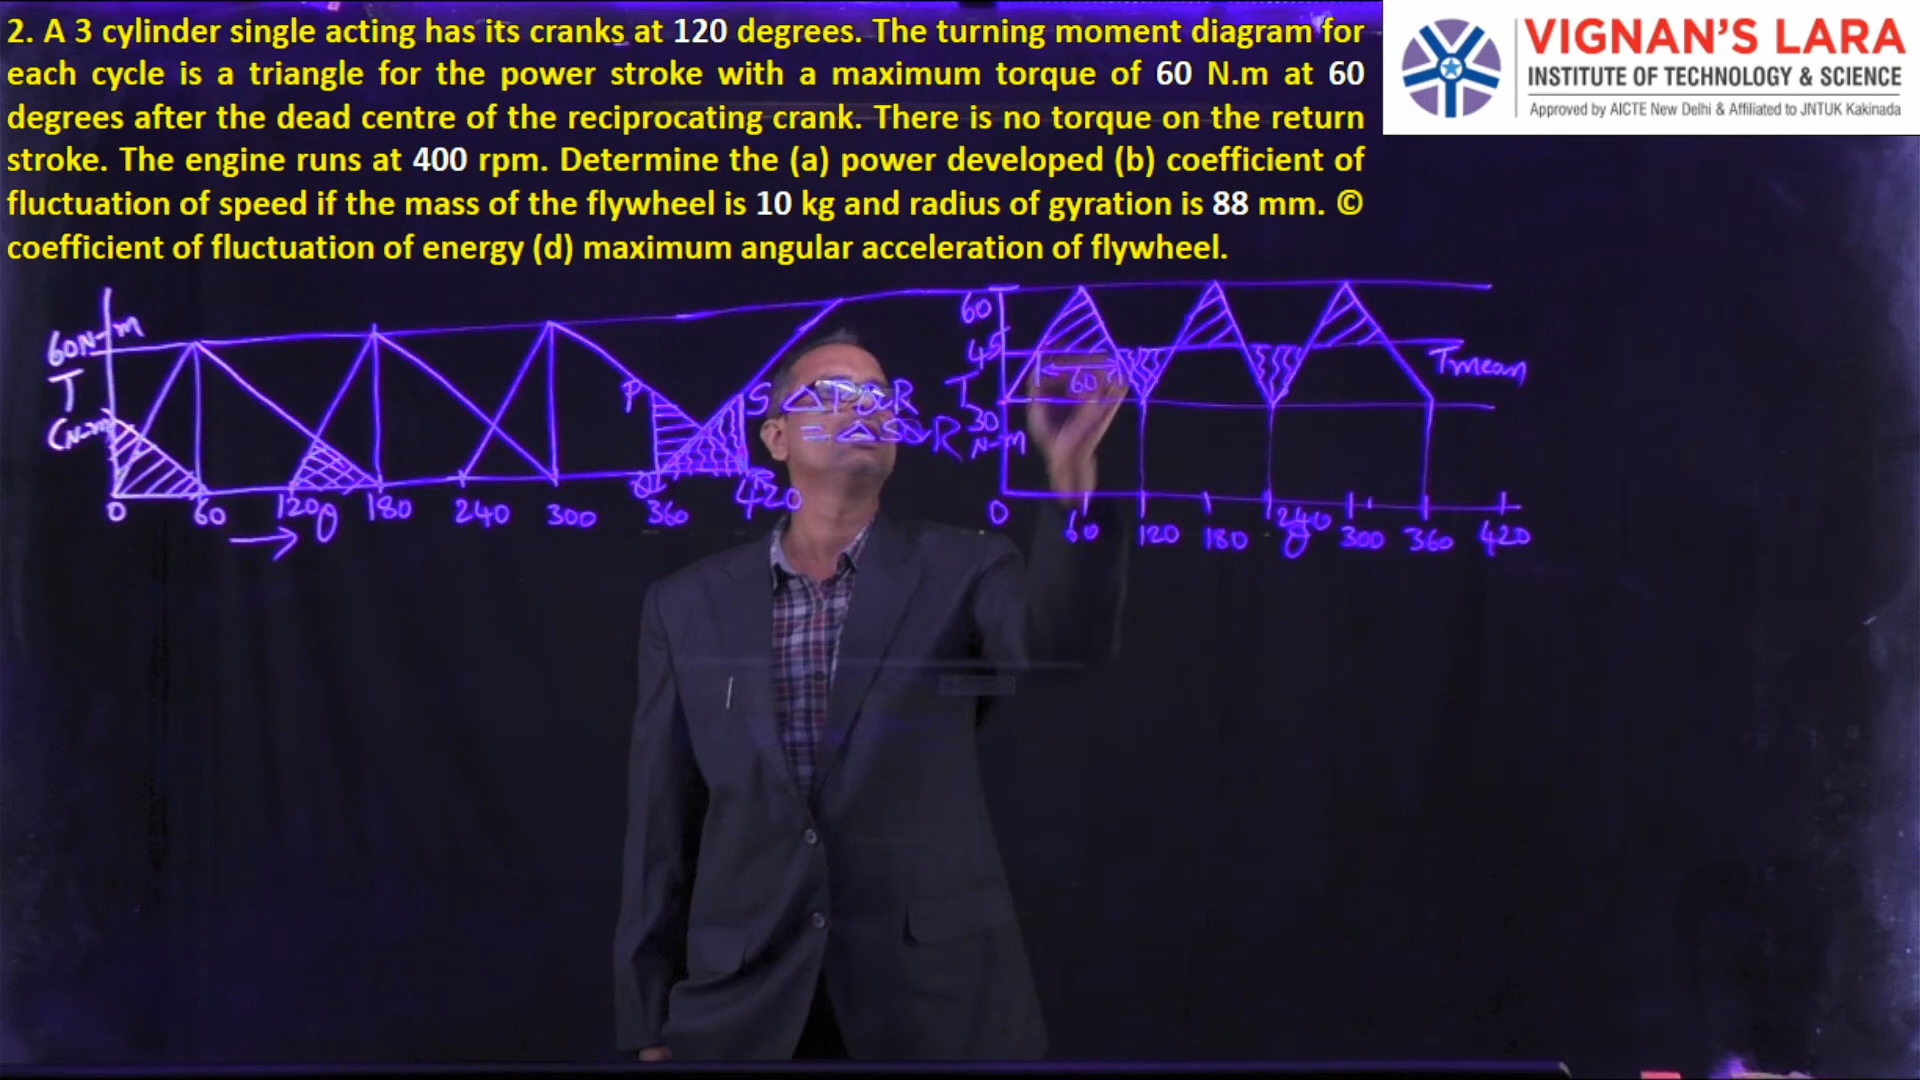 2. A 3 cylinder single acting has its cranks at 120 degrees. The turning moment diagram for
each cycle is a triangle for the power stroke with a maximum torque of 60 N.m at 60
degrees after the dead centre of the reciprocating crank. There is no torque on the return
stroke. The engine runs at 400 rpm. Determine the (a) power developed (b) coefficient of
fluctuation of speed if the mass of the flywheel is 10 kg and radius of gyration is 88 mm. ©
coefficient of fluctuation of energy (d) maximum angular acceleration of flywheel.
VIGNAN'S LARA
INSTITUTE OF TECHNOLOGY & SCIENCE
Approved by AICTE New Delhi & Affiliated to JNTUK Kakinada
60N-m
T
(N-m)
P
S
Q
R
△PQR
=△SQR
0 60 120 θ 180 240 300 360 420
60
45
T
30
N-m
60
Tmean
0 60 120 180 240 θ 300 360 420